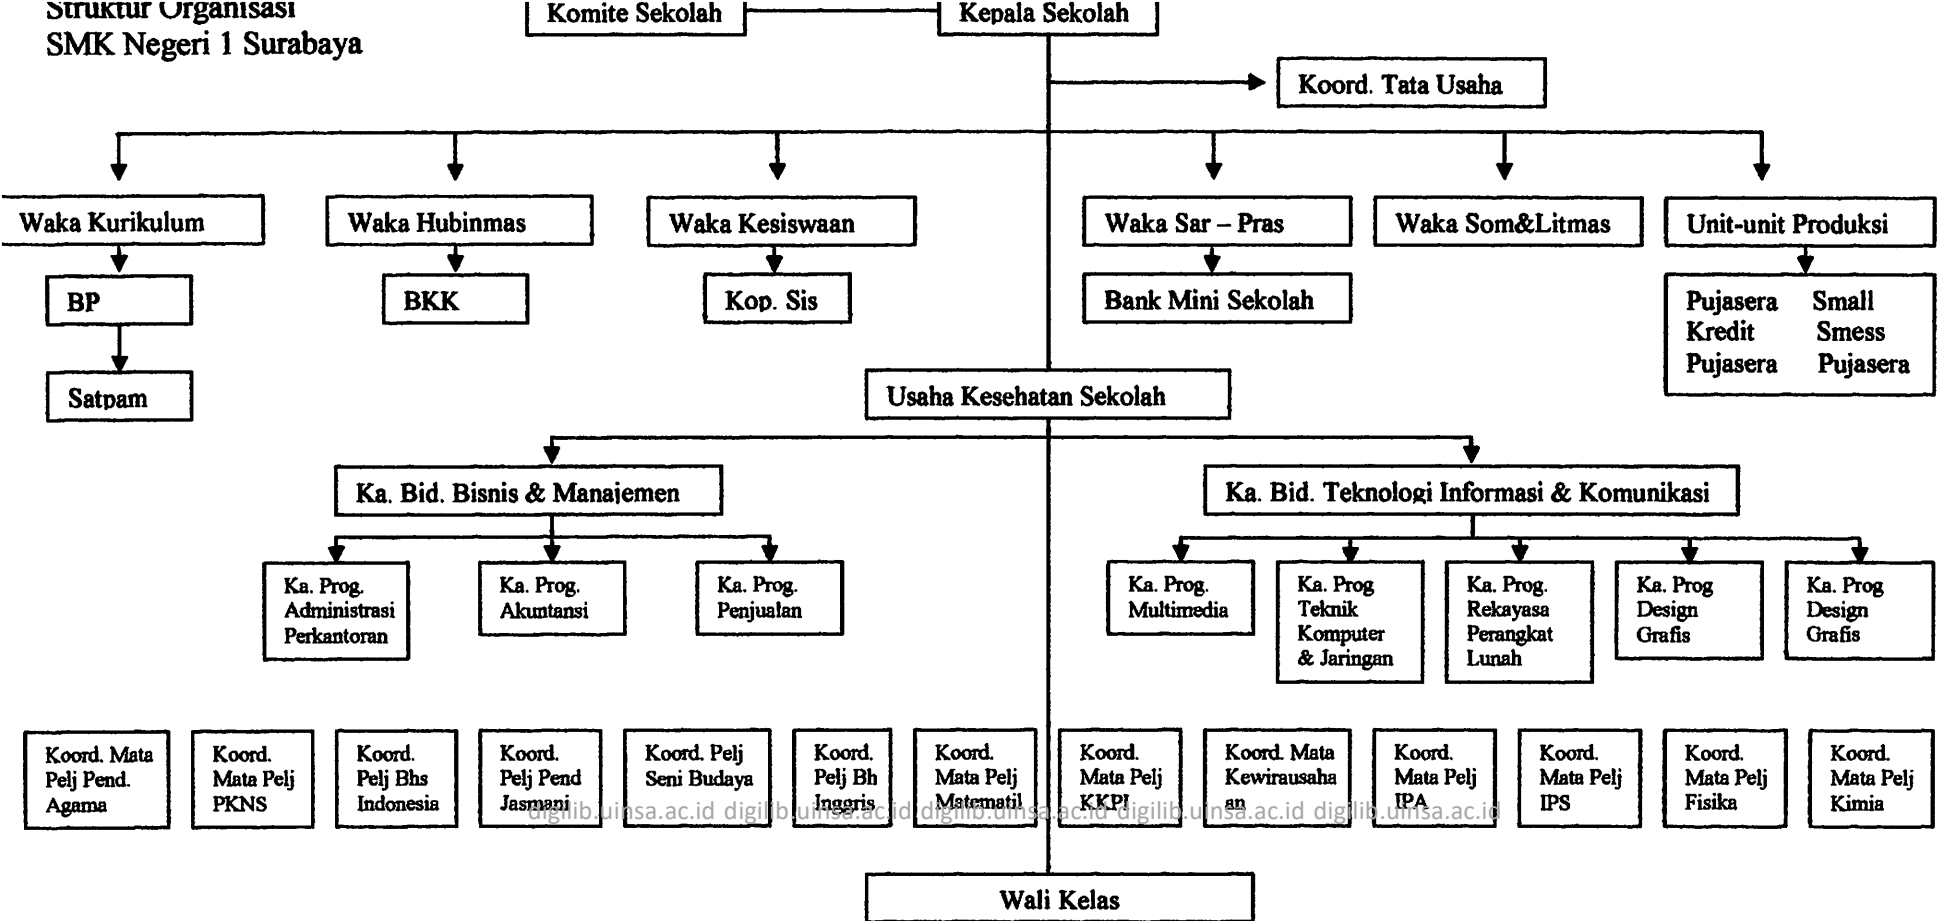 Struktur Organisasi
SMK Negeri 1 Surabaya
Komite Sekolah
Kepala Sekolah
Koord. Tata Usaha
Waka Kurikulum
Waka Hubinmas
Waka Kesiswaan
Waka Sar – Pras
Waka Som&Litmas
Unit-unit Produksi
BP
BKK
Kop. Sis
Bank Mini Sekolah
Pujasera Small
Kredit Smess
Pujasera Pujasera
Satpam
Usaha Kesehatan Sekolah
Ka. Bid. Bisnis & Manajemen
Ka. Bid. Teknologi Informasi & Komunikasi
Ka. Prog.
Administrasi
Perkantoran
Ka. Prog.
Akuntansi
Ka. Prog.
Penjualan
Ka. Prog.
Multimedia
Ka. Prog
Teknik
Komputer
& Jaringan
Ka. Prog.
Rekayasa
Perangkat
Lunah
Ka. Prog
Design
Grafis
Ka. Prog
Design
Grafis
Koord. Mata
Pelj Pend.
Agama
Koord.
Mata Pelj
PKNS
Koord.
Pelj Bhs
Indonesia
Koord.
Pelj Pend
Jasmani
Koord. Pelj
Seni Budaya
Koord.
Pelj Bh
Inggris
Koord.
Mata Pelj
Matematil
Koord.
Mata Pelj
KKPI
Koord. Mata
Kewirausaha
an
Koord.
Mata Pelj
IPA
Koord.
Mata Pelj
IPS
Koord.
Mata Pelj
Fisika
Koord.
Mata Pelj
Kimia
digilib.uinsa.ac.id digilib.uinsa.ac.id digilib.uinsa.ac.id digilib.uinsa.ac.id digilib.uinsa.ac.id
Wali Kelas